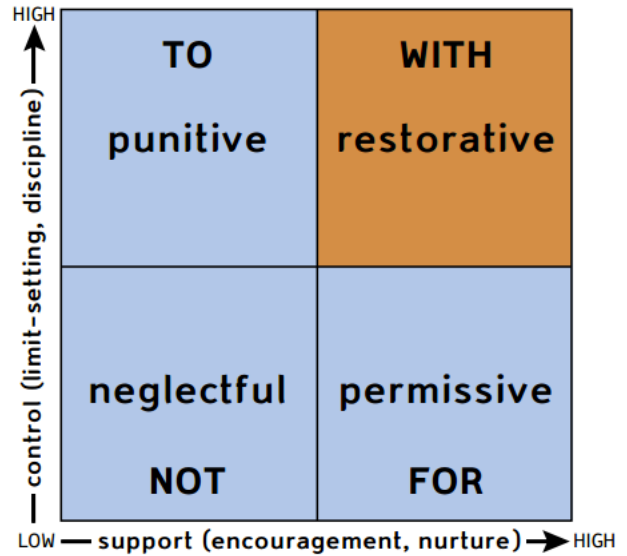 HIGH
control (limit-setting, discipline)
TO
punitive
WITH
restorative
neglectful
NOT
permissive
FOR
LOW
support (encouragement, nurture)
HIGH